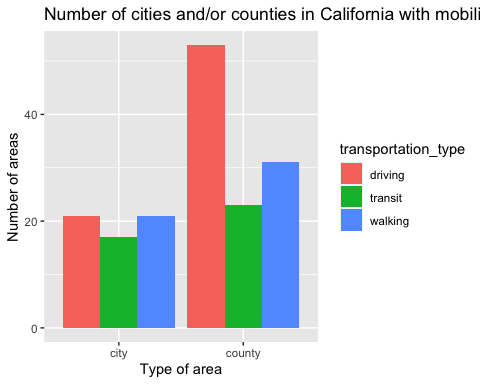 Number of cities and/or counties in California with mobili
Number of areas
40
20
0
city county
Type of area
transportation_type
driving
transit
walking